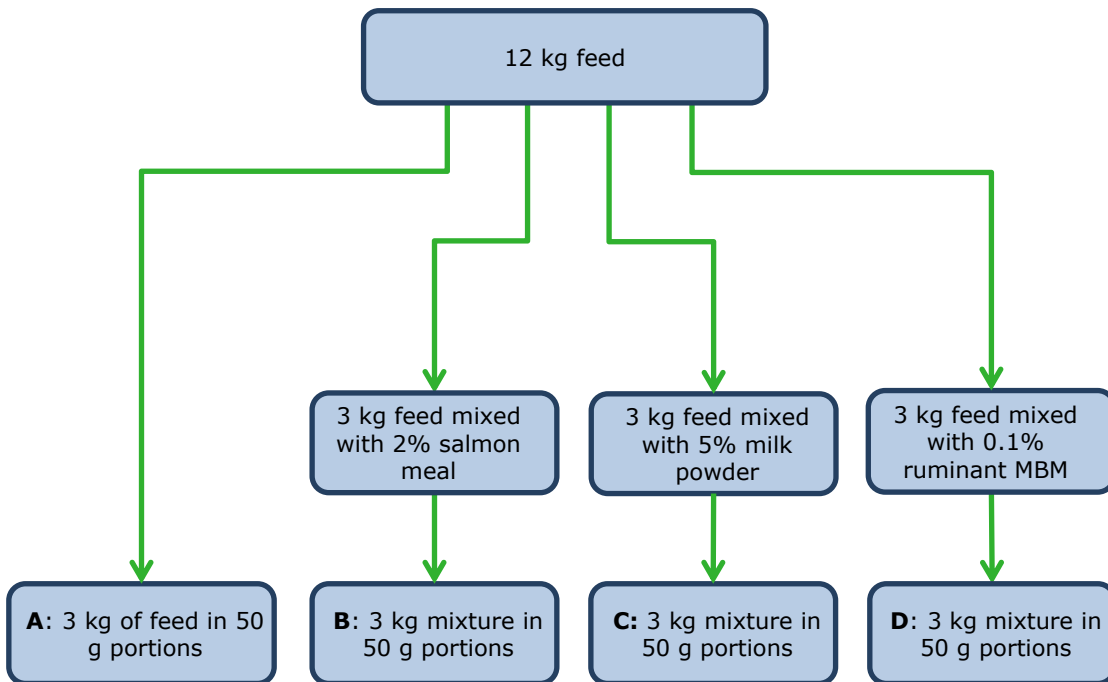 12 kg feed
3 kg feed mixed
with 2% salmon
meal
3 kg feed mixed
with 5% milk
powder
3 kg feed mixed
with 0.1%
ruminant MBM
A: 3 kg of feed in 50
g portions
B: 3 kg mixture in
50 g portions
C: 3 kg mixture in
50 g portions
D: 3 kg mixture in
50 g portions